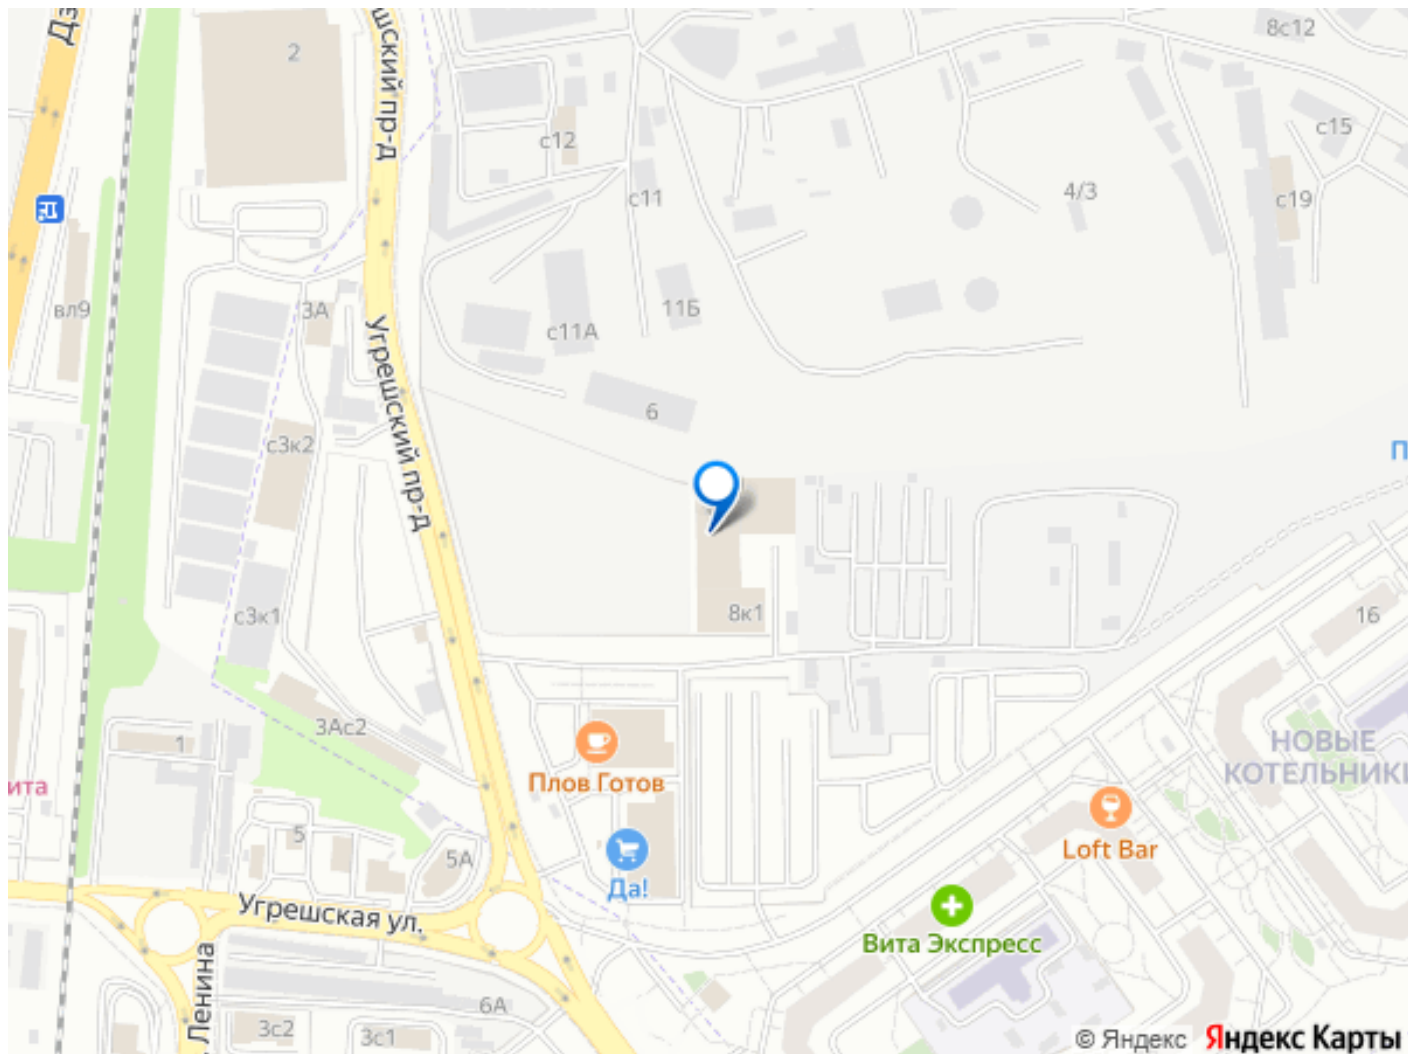 2
8с12
шский пр-д
с12
с15
с11
4/3
с19
вл9
3А
11Б
с11А
Угрешский пр-д
6
с3к2
П
8к1
с3к1
16
3Ас2
1
НОВЫЕ
КОТЕЛЬНИКИ
Плов Готов
ита
Loft Bar
5
5А
Да!
Угрешская ул.
Вита Экспресс
Ленина
6А
3с2
3с1
© Яндекс Яндекс Карты